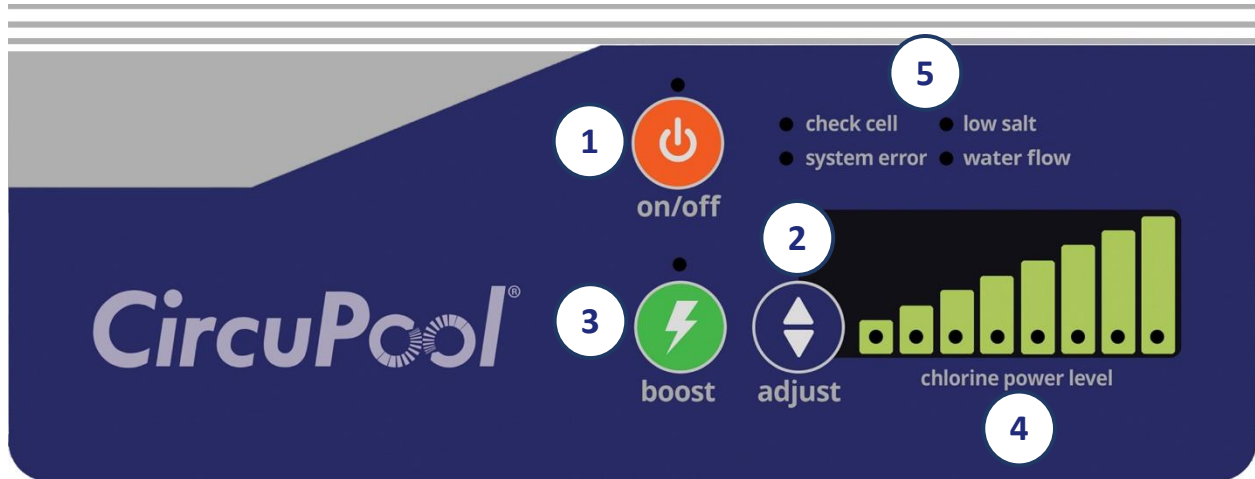 5
1
check cell low salt
system error water flow
on/off
2
CircuPool®
3
boost
adjust
chlorine power level
4